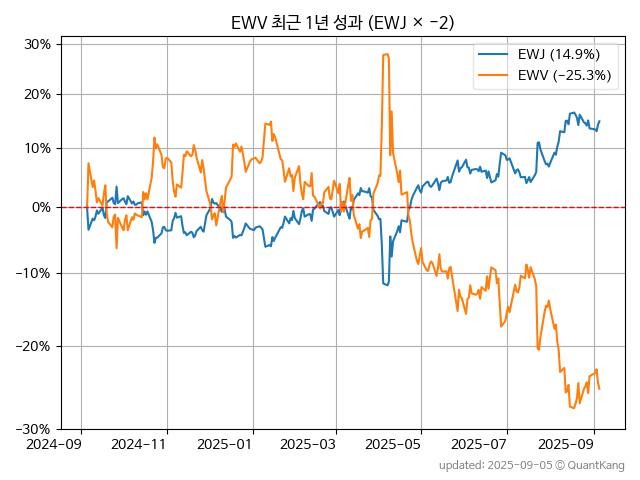 EWV 최근 1년 성과 (EWJ × −2)
EWJ (14.9%)
EWV (−25.3%)
30%
20%
10%
0%
−10%
−20%
−30%
2024-09 2024-11 2025-01 2025-03 2025-05 2025-07 2025-09
updated: 2025-09-05 © QuantKang